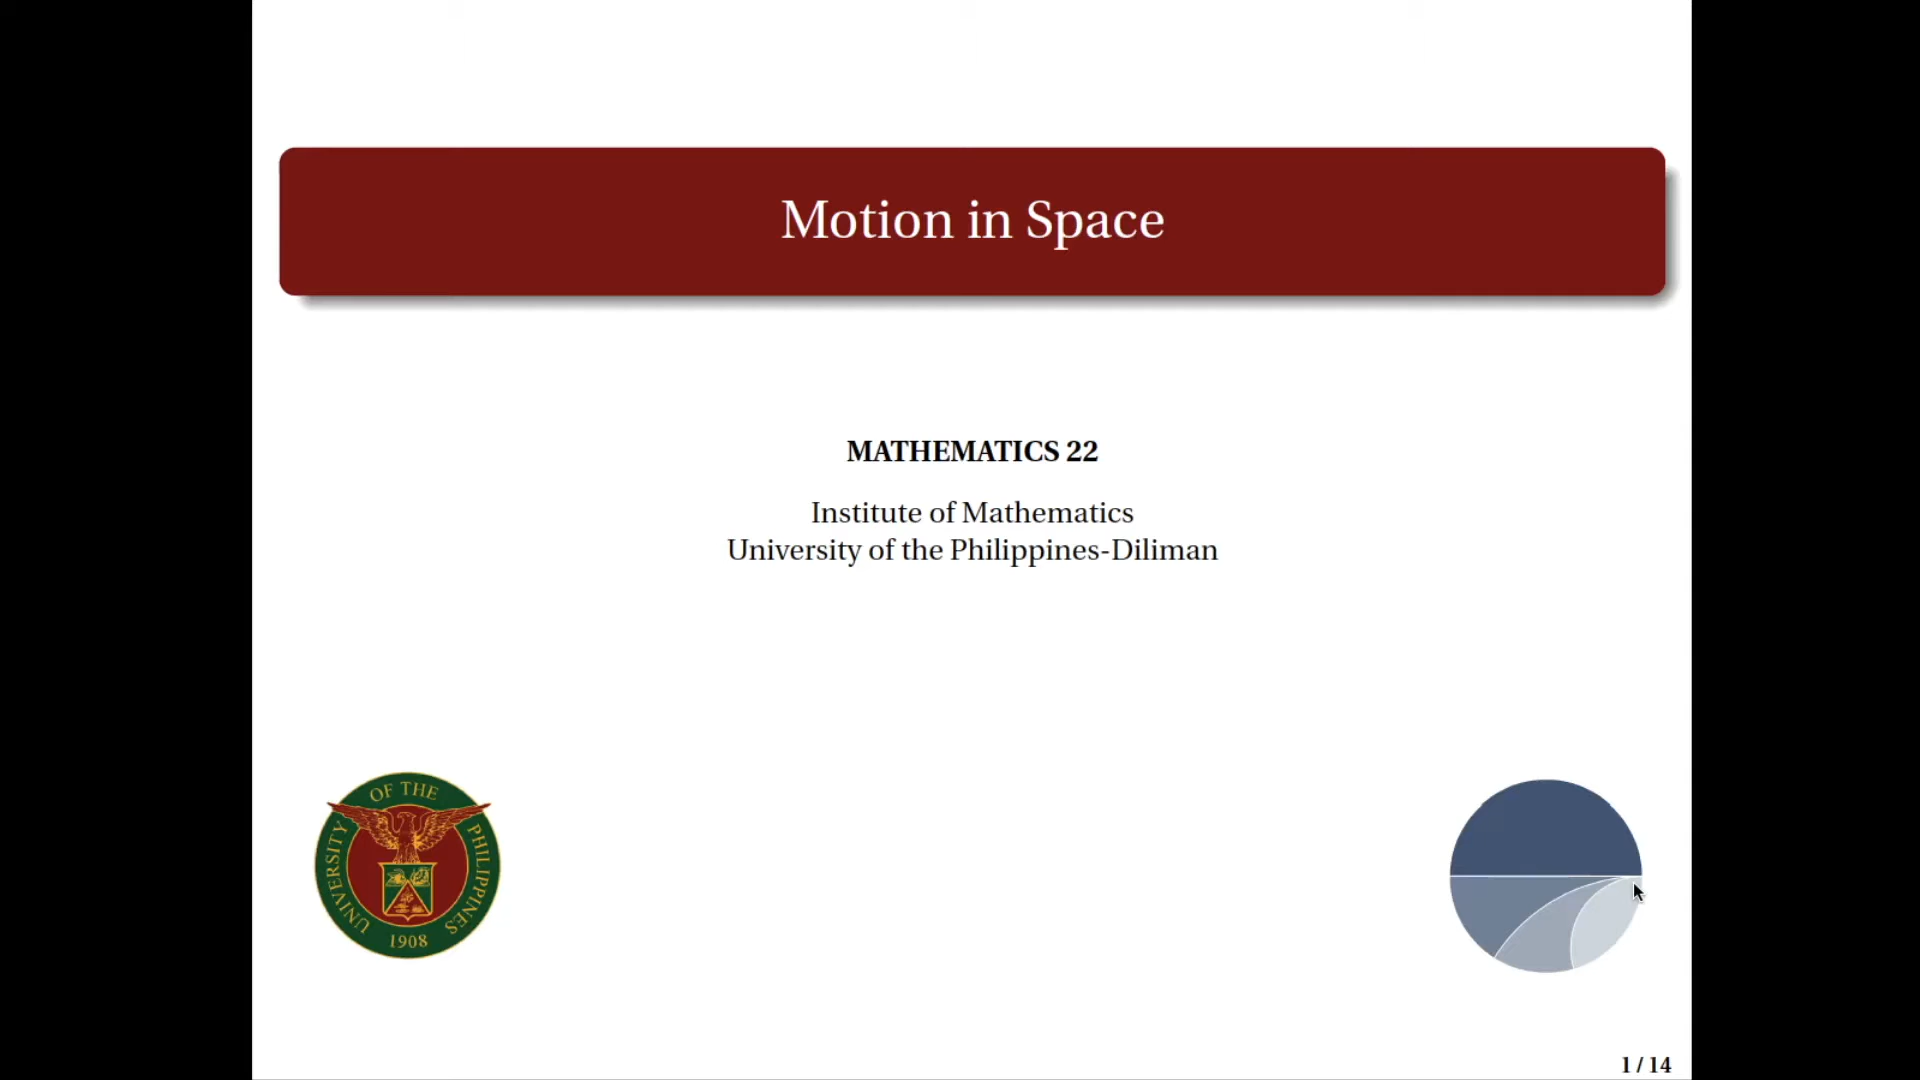 Motion in Space
MATHEMATICS 22
Institute of Mathematics
University of the Philippines-Diliman
UNIVERSITY OF THE PHILIPPINES
1908
1 / 14